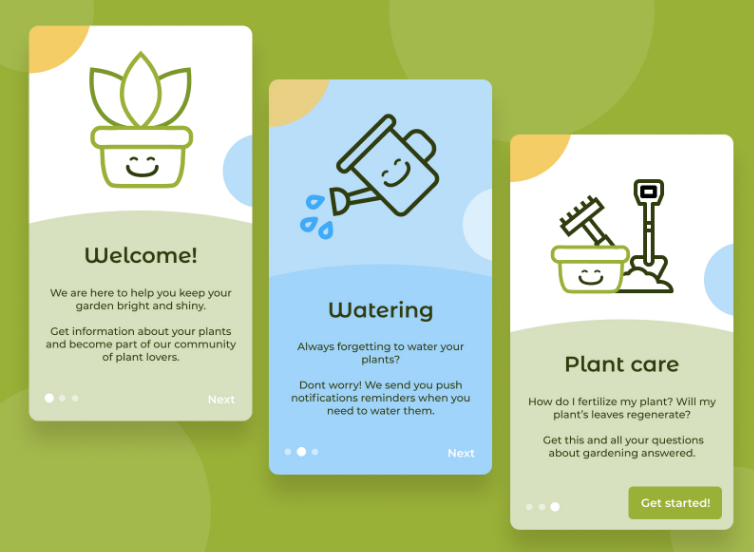 Welcome!
We are here to help you keep your
garden bright and shiny.
Get information about your plants
and become part of our community
of plant lovers.
Next
Watering
Always forgetting to water your
plants?
Dont worry! We send you push
notifications reminders when you
need to water them.
Next
Plant care
How do I fertilize my plant? Will my
plant's leaves regenerate?
Get this and all your questions
about gardening answered.
Get started!